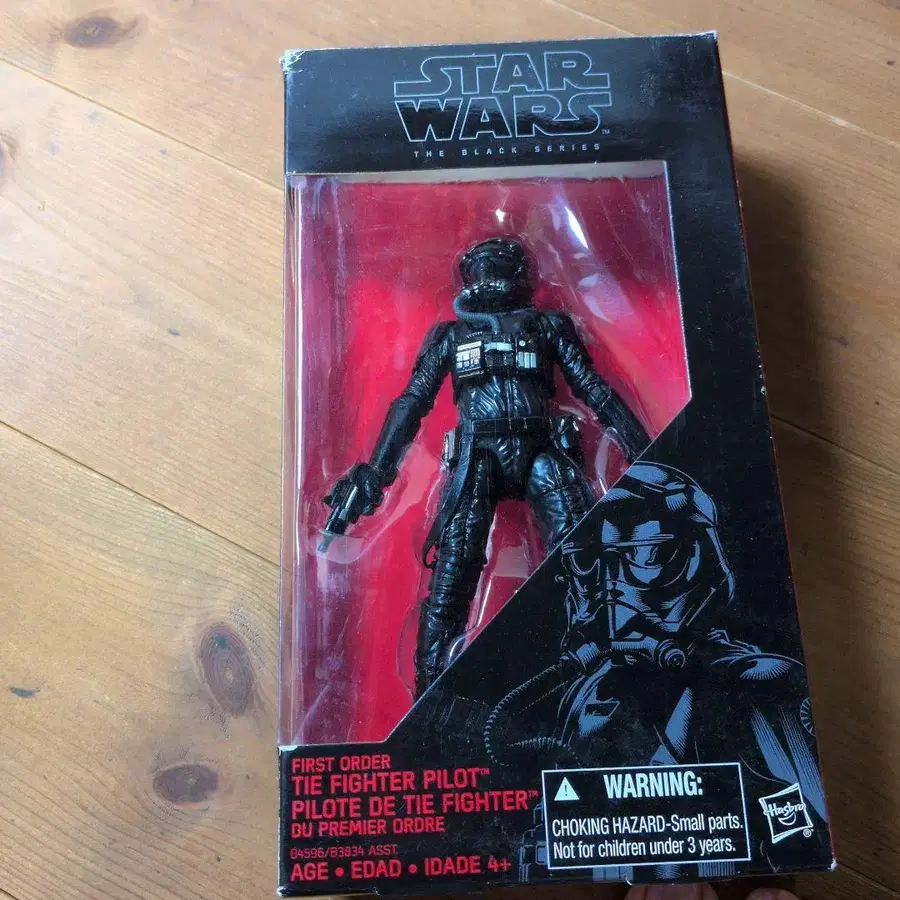 STAR
WARS™
THE BLACK SERIES
FIRST ORDER
TIE FIGHTER PILOT™
PILOTE DE TIE FIGHTER™
DU PREMIER ORDRE
B4596/B3834 ASST.
AGE • EDAD • IDADE 4+
WARNING:
CHOKING HAZARD-Small parts.
Not for children under 3 years.
Hasbro®